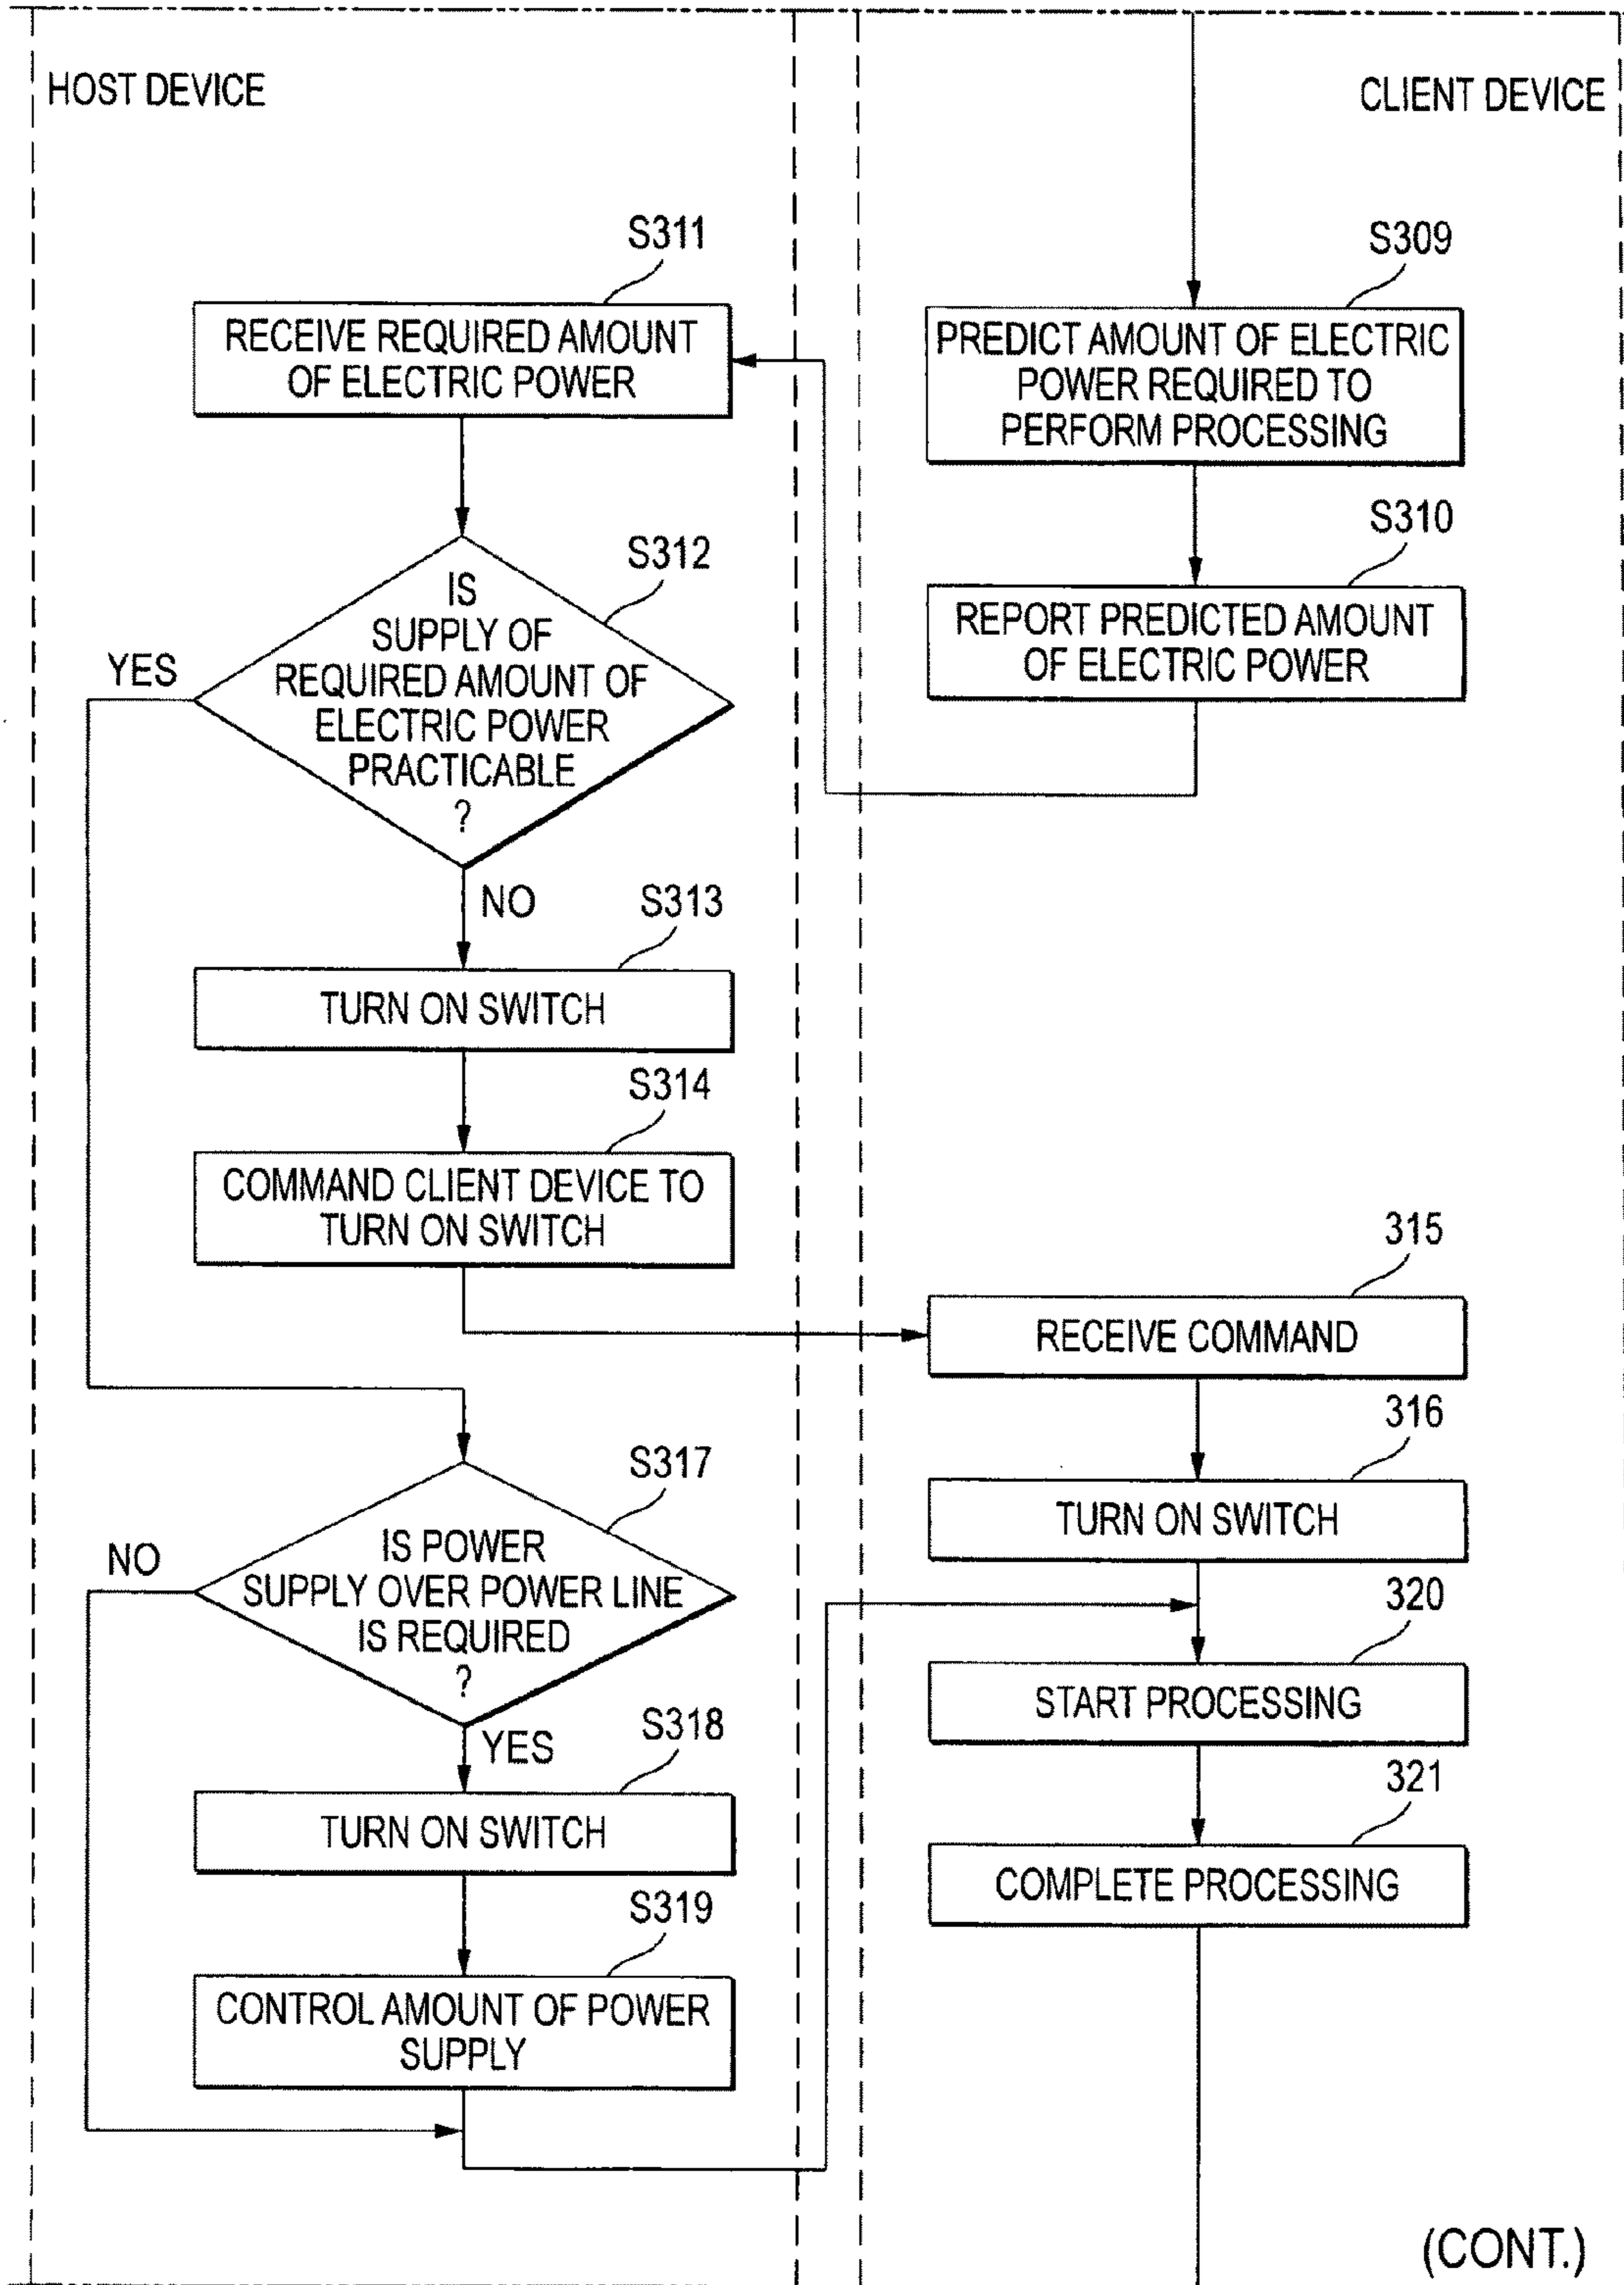 HOST DEVICE
CLIENT DEVICE
S311
RECEIVE REQUIRED AMOUNT
OF ELECTRIC POWER
S309
PREDICT AMOUNT OF ELECTRIC
POWER REQUIRED TO
PERFORM PROCESSING
S310
REPORT PREDICTED AMOUNT
OF ELECTRIC POWER
S312
IS
SUPPLY OF
REQUIRED AMOUNT OF
ELECTRIC POWER
PRACTICABLE
?
YES
NO
S313
TURN ON SWITCH
S314
COMMAND CLIENT DEVICE TO
TURN ON SWITCH
315
RECEIVE COMMAND
316
TURN ON SWITCH
S317
IS POWER
SUPPLY OVER POWER LINE
IS REQUIRED
?
NO
YES
S318
TURN ON SWITCH
S319
CONTROL AMOUNT OF POWER
SUPPLY
320
START PROCESSING
321
COMPLETE PROCESSING
(CONT.)